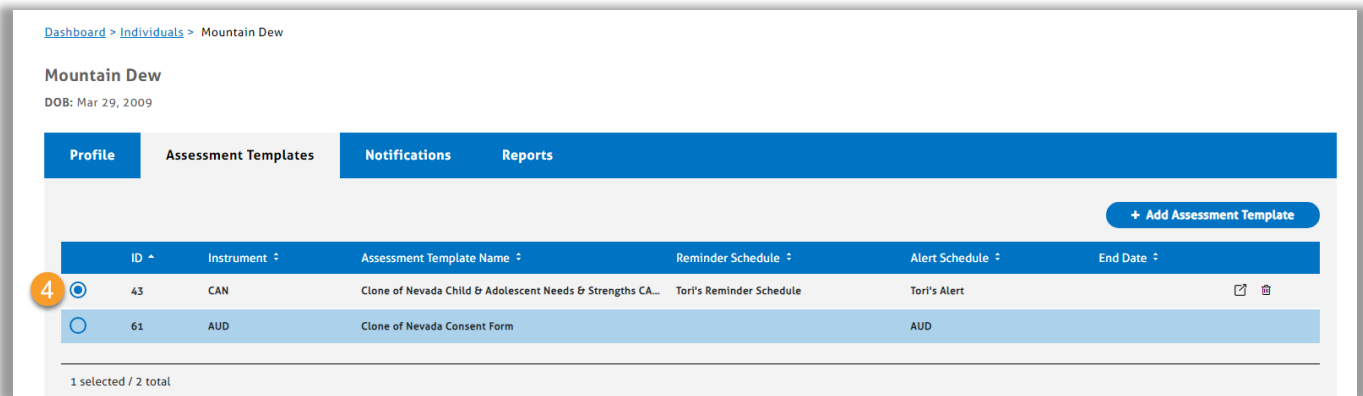 Dashboard > Individuals > Mountain Dew
Mountain Dew
DOB: Mar 29, 2009
Profile Assessment Templates Notifications Reports
+ Add Assessment Template
ID Instrument Assessment Template Name Reminder Schedule Alert Schedule End Date
4 43 CAN Clone of Nevada Child & Adolescent Needs & Strengths CA... Tori's Reminder Schedule Tori's Alert
61 AUD Clone of Nevada Consent Form AUD
1 selected / 2 total